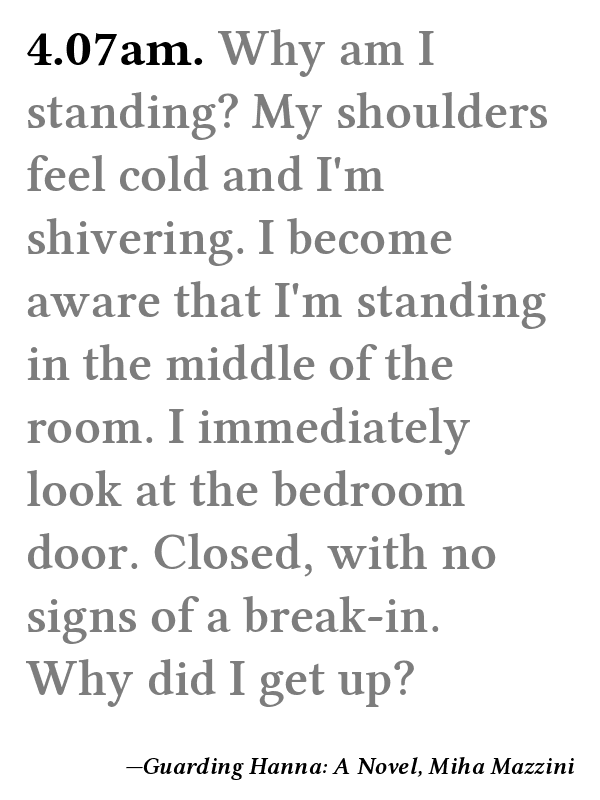 4.07am. Why am I
standing? My shoulders
feel cold and I'm
shivering. I become
aware that I'm standing
in the middle of the
room. I immediately
look at the bedroom
door. Closed, with no
signs of a break-in.
Why did I get up?
—Guarding Hanna: A Novel, Miha Mazzini